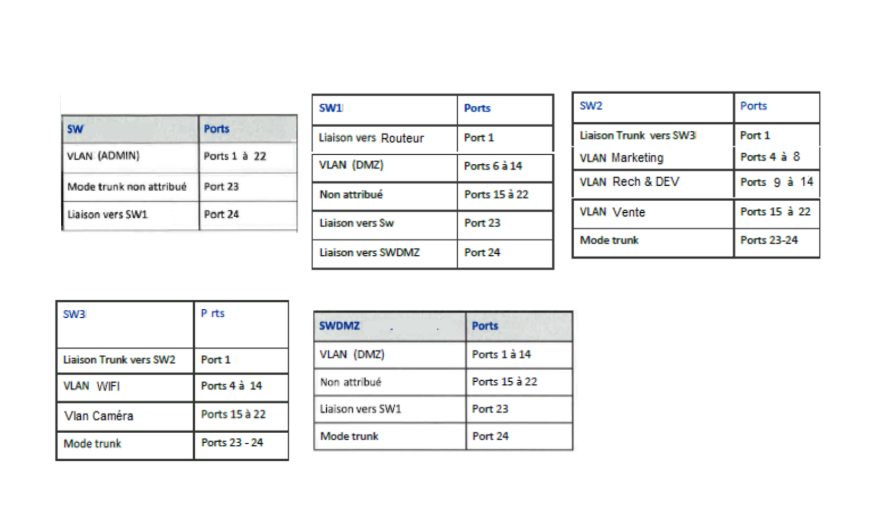 SW Ports
VLAN (ADMIN) Ports 1 à 22
Mode trunk non attribué Port 23
Liaison vers SW1 Port 24
SW1 Ports
Liaison vers Routeur Port 1
VLAN (DMZ) Ports 6 à 14
Non attribué Ports 15 à 22
Liaison vers Sw Port 23
Liaison vers SWDMZ Port 24
SW2 Ports
Liaison Trunk vers SW3 Port 1
VLAN Marketing Ports 4 à 8
VLAN Rech & DEV Ports 9 à 14
VLAN Vente Ports 15 à 22
Mode trunk Ports 23-24
SW3 P rts
Liaison Trunk vers SW2 Port 1
VLAN WIFI Ports 4 à 14
Vlan Caméra Ports 15 à 22
Mode trunk Ports 23 - 24
SWDMZ Ports
VLAN (DMZ) Ports 1 à 14
Non attribué Ports 15 à 22
Liaison vers SW1 Port 23
Mode trunk Port 24